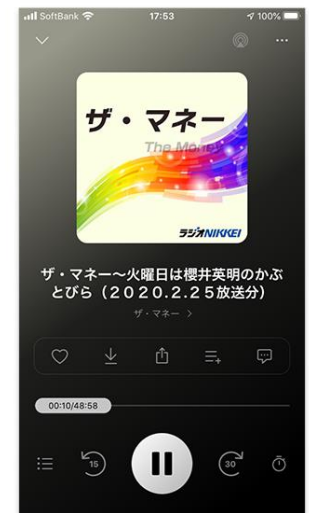 SoftBank 17:53 100%
ザ・マネー
The Money
ラジオNIKKEI
ザ・マネー～火曜日は櫻井英明のかぶ
とびら（２０２０.２.２５放送分）
ザ・マネー >
00:10/48:58
15 30